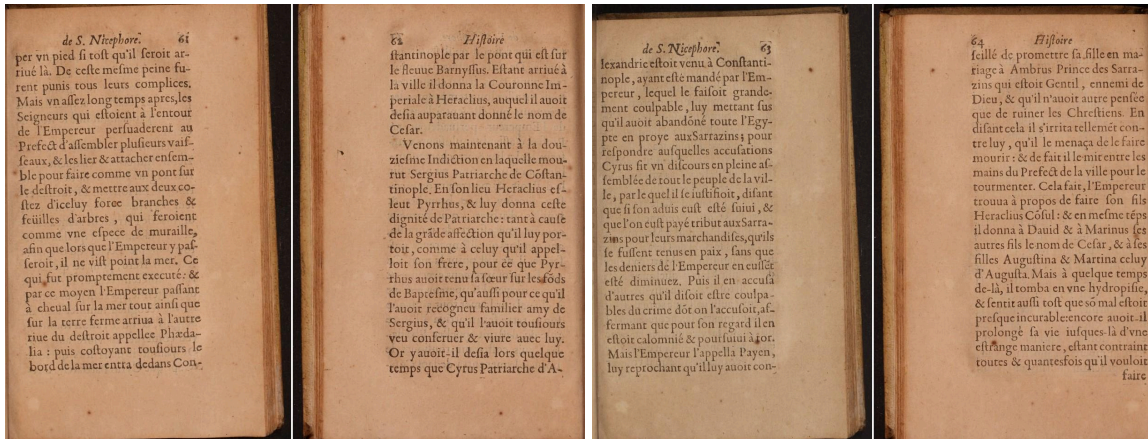 de S. Nicephore. 61
per vn pied si tost qu'il seroit ar-
riué là. De ceste mesme peine fu-
rent punis tous leurs complices.
Mais vn assez long temps apres, les
Seigneurs qui estoient à l'entour
de l'Empereur persuaderent au
Prefect d'assembler plusieurs vais-
seaux, & les lier & attacher ensem-
ble pour faire comme vn pont sur
le destroit, & mettre aux deux co-
stez d'iceluy force branches &
feüilles d'arbres, qui feroient
comme vne espece de muraille,
afin que lors que l'Empereur y pas-
seroit, il ne vist point la mer. Ce
qui fut promptement executé: &
par ce moyen l'Empereur passant
à cheual sur la mer tout ainsi que
sur la terre ferme arriua à l'autre
riue du destroit appellee Phæda-
lia : puis costoyant tousiours le
bord de la mer entra dedans Con-
62 Histoire
stantinople par le pont qui est sur
le fleuue Barnyssus. Estant arriué à
la ville il donna la Couronne Im-
periale à Heraclius, auquel il auoit
desia auparauant donné le nom de
Cesar.
Venons maintenant à la dou-
ziesme Indiction en laquelle mou-
rut Sergius Patriarche de Cõstan-
tinople. En son lieu Heraclius es-
leut Pyrrhus, & luy donna ceste
dignité de Patriarche: tant à cause
de la grãde affection qu'il luy por-
toit, comme à celuy qu'il appel-
loit son frere, pour ce que Pyr-
rhus auoit tenu sa sœur sur les fõds
de Baptesme, qu'aussi pour ce qu'il
l'auoit recogneu familier amy de
Sergius, & qu'il l'auoit tousiours
veu conseruer & viure auec luy.
Or y auoit-il desia lors quelque
temps que Cyrus Patriarche d'A-
de S. Nicephore. 63
lexandrie estoit venu à Constanti-
nople, ayant esté mandé par l'Em-
pereur, lequel le faisoit grande-
ment coulpable, luy mettant sus
qu'il auoit abandõné toute l'Egy-
pte en proye aux Sarrazins; pour
respondre ausquelles accusations
Cyrus fit vn discours en pleine as-
semblée de tout le peuple de la vil-
le, par lequel il se iustifioit, disant
que si son aduis eust esté suiui, &
que l'on eust payé tribut aux Sarra-
zins pour leurs marchandises, qu'ils
se fussent tenus en paix, sans que
les deniers de l'Empereur en eussẽt
esté diminuez. Puis il en accusa
d'autres qu'il disoit estre coulpa-
bles du crime dõt on l'accusoit, as-
fermant que pour son regard il en
estoit calomnié & poursuiui à tor.
Mais l'Empereur l'appella Payen,
luy reprochant qu'il luy auoit con-
64 Histoire
seillé de promettre sa fille en ma-
riage à Ambrus Prince des Sarra-
zins qui estoit Gentil, ennemi de
Dieu, & qu'il n'auoit autre pensée
que de ruiner les Chrestiens. En
disant cela il s'irrita tellemẽt con-
tre luy, qu'il le menaça de le faire
mourir : & de fait il le mit entre les
mains du Prefect de la ville pour le
tourmenter. Cela fait, l'Empereur
trouua à propos de faire son fils
Heraclius Cõsul : & en mesme tẽps
il donna à Dauid & à Marinus ses
autres fils le nom de Cesar, & à ses
filles Augustina & Martina celuy
d'Augusta. Mais à quelque temps
de-là, il tomba en vne hydropise,
& sentit aussi tost que sõ mal estoit
presque incurable: encore auoit-il
prolongé sa vie iusques-là d'vne
estrange maniere, estant contraint
toutes & quantesfois qu'il vouloit
faire